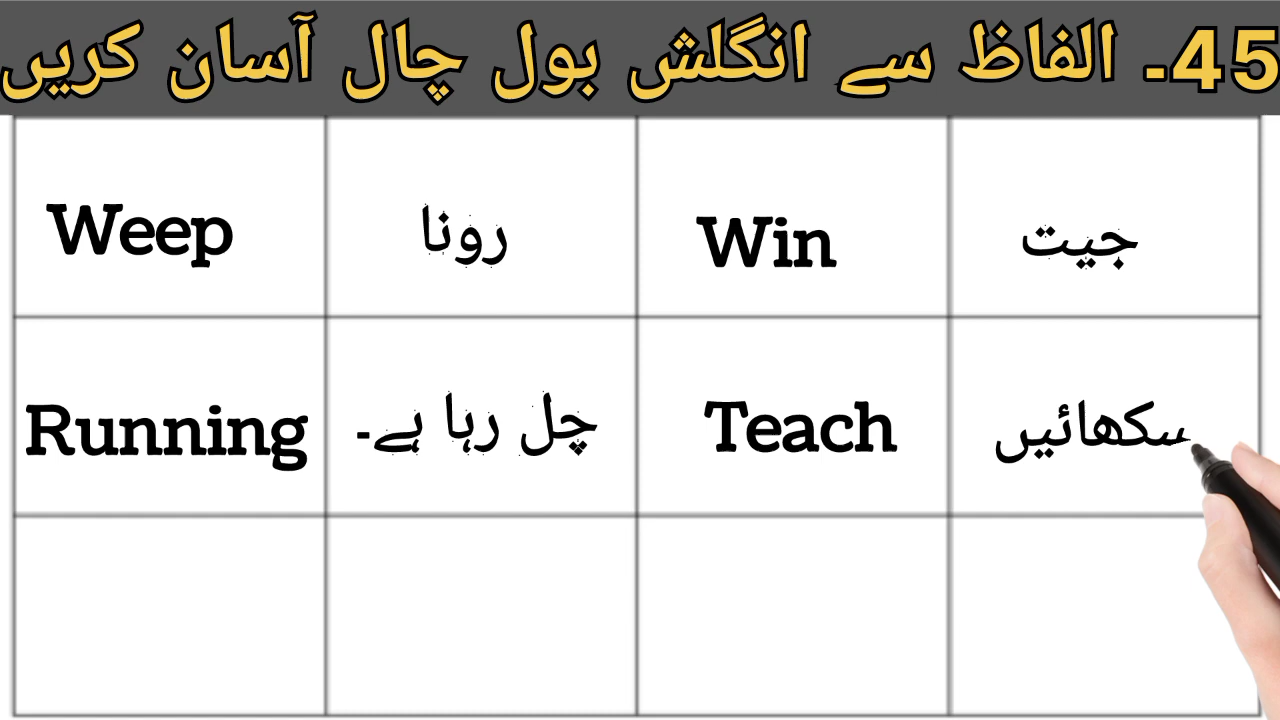 45۔ الفاظ سے انگلش بول چال آسان کریں
Weep رونا Win جیت
Running چل رہا ہے۔ Teach سکھائیں